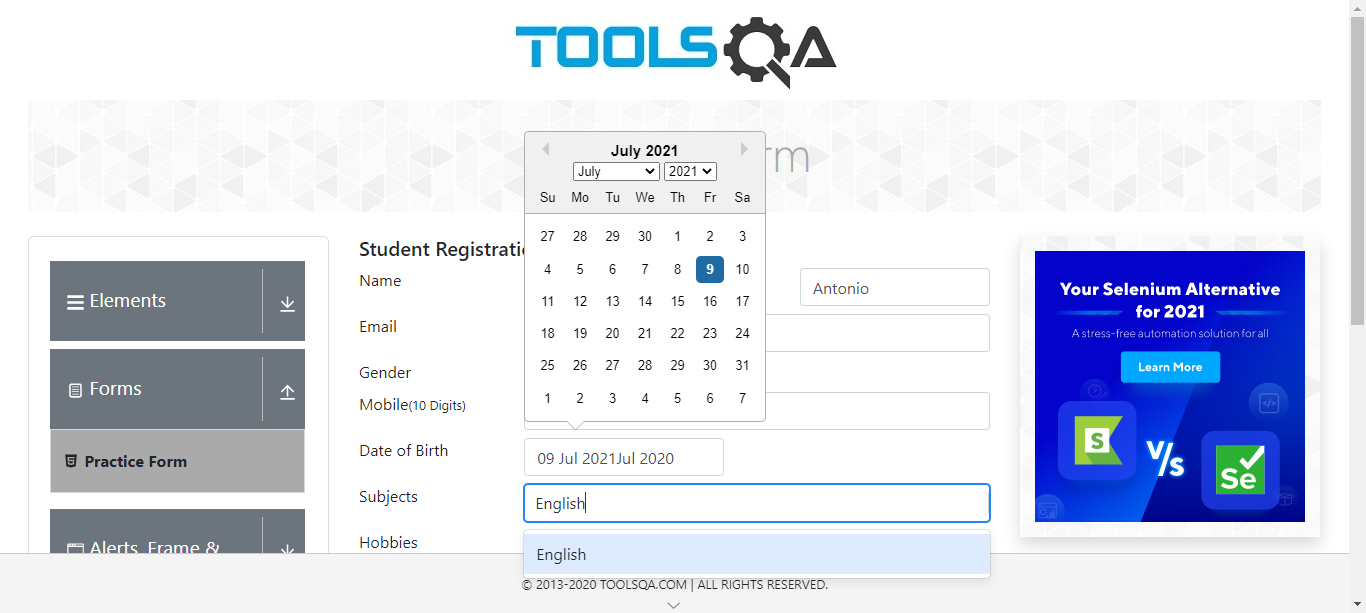 TOOLSQA
rm
July 2021
July 2021
Su Mo Tu We Th Fr Sa
27 28 29 30 1 2 3
4 5 6 7 8 9 10
11 12 13 14 15 16 17
18 19 20 21 22 23 24
25 26 27 28 29 30 31
1 2 3 4 5 6 7
Elements
Forms
Practice Form
Alerts, Frame &
Student Registrati
Name
Antonio
Email
Gender
Mobile(10 Digits)
Date of Birth
09 Jul 2021Jul 2020
Subjects
English
English
Hobbies
Your Selenium Alternative
for 2021
A stress-free automation solution for all
Learn More
S
V/s
Se
© 2013-2020 TOOLSQA.COM | ALL RIGHTS RESERVED.